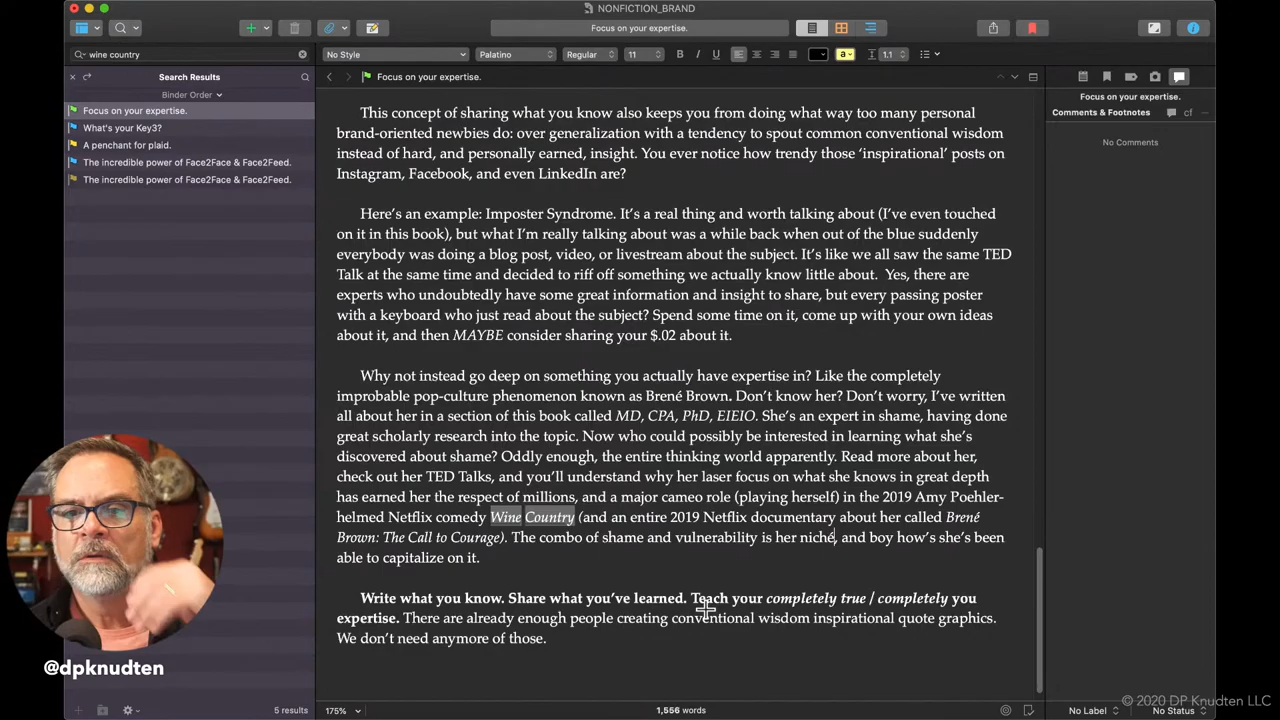 NONFICTION_BRAND
Focus on your expertise.
wine country
No Style
Palatino
Regular
11
B
I
U
a
1.1
Search Results
Focus on your expertise.
Binder Order
Focus on your expertise.
What's your Key3?
A penchant for plaid.
The incredible power of Face2Face & Face2Feed.
The incredible power of Face2Face & Face2Feed.
This concept of sharing what you know also keeps you from doing what way too many personal
brand-oriented newbies do: over generalization with a tendency to spout common conventional wisdom
instead of hard, and personally earned, insight. You ever notice how trendy those ‘inspirational’ posts on
Instagram, Facebook, and even LinkedIn are?
Here’s an example: Imposter Syndrome. It’s a real thing and worth talking about (I’ve even touched
on it in this book), but what I’m really talking about was a while back when out of the blue suddenly
everybody was doing a blog post, video, or livestream about the subject. It’s like we all saw the same TED
Talk at the same time and decided to riff off something we actually know little about. Yes, there are
experts who undoubtedly have some great information and insight to share, but every passing poster
with a keyboard who just read about the subject? Spend some time on it, come up with your own ideas
about it, and then MAYBE consider sharing your $.02 about it.
Why not instead go deep on something you actually have expertise in? Like the completely
improbable pop-culture phenomenon known as Brené Brown. Don’t know her? Don’t worry, I’ve written
all about her in a section of this book called MD, CPA, PhD, EIEIO. She’s an expert in shame, having done
great scholarly research into the topic. Now who could possibly be interested in learning what she’s
discovered about shame? Oddly enough, the entire thinking world apparently. Read more about her,
check out her TED Talks, and you’ll understand why her laser focus on what she knows in great depth
has earned her the respect of millions, and a major cameo role (playing herself) in the 2019 Amy Poehler-
helmed Netflix comedy Wine Country (and an entire 2019 Netflix documentary about her called Brené
Brown: The Call to Courage). The combo of shame and vulnerability is her niché, and boy how’s she’s been
able to capitalize on it.
Write what you know. Share what you’ve learned. Teach your completely true / completely you
expertise. There are already enough people creating conventional wisdom inspirational quote graphics.
We don’t need anymore of those.
Focus on your expertise.
Comments & Footnotes
cf
No Comments
@dpknudten
5 results
175%
1,556 words
No Label
No Status
© 2020 DP Knudten LLC